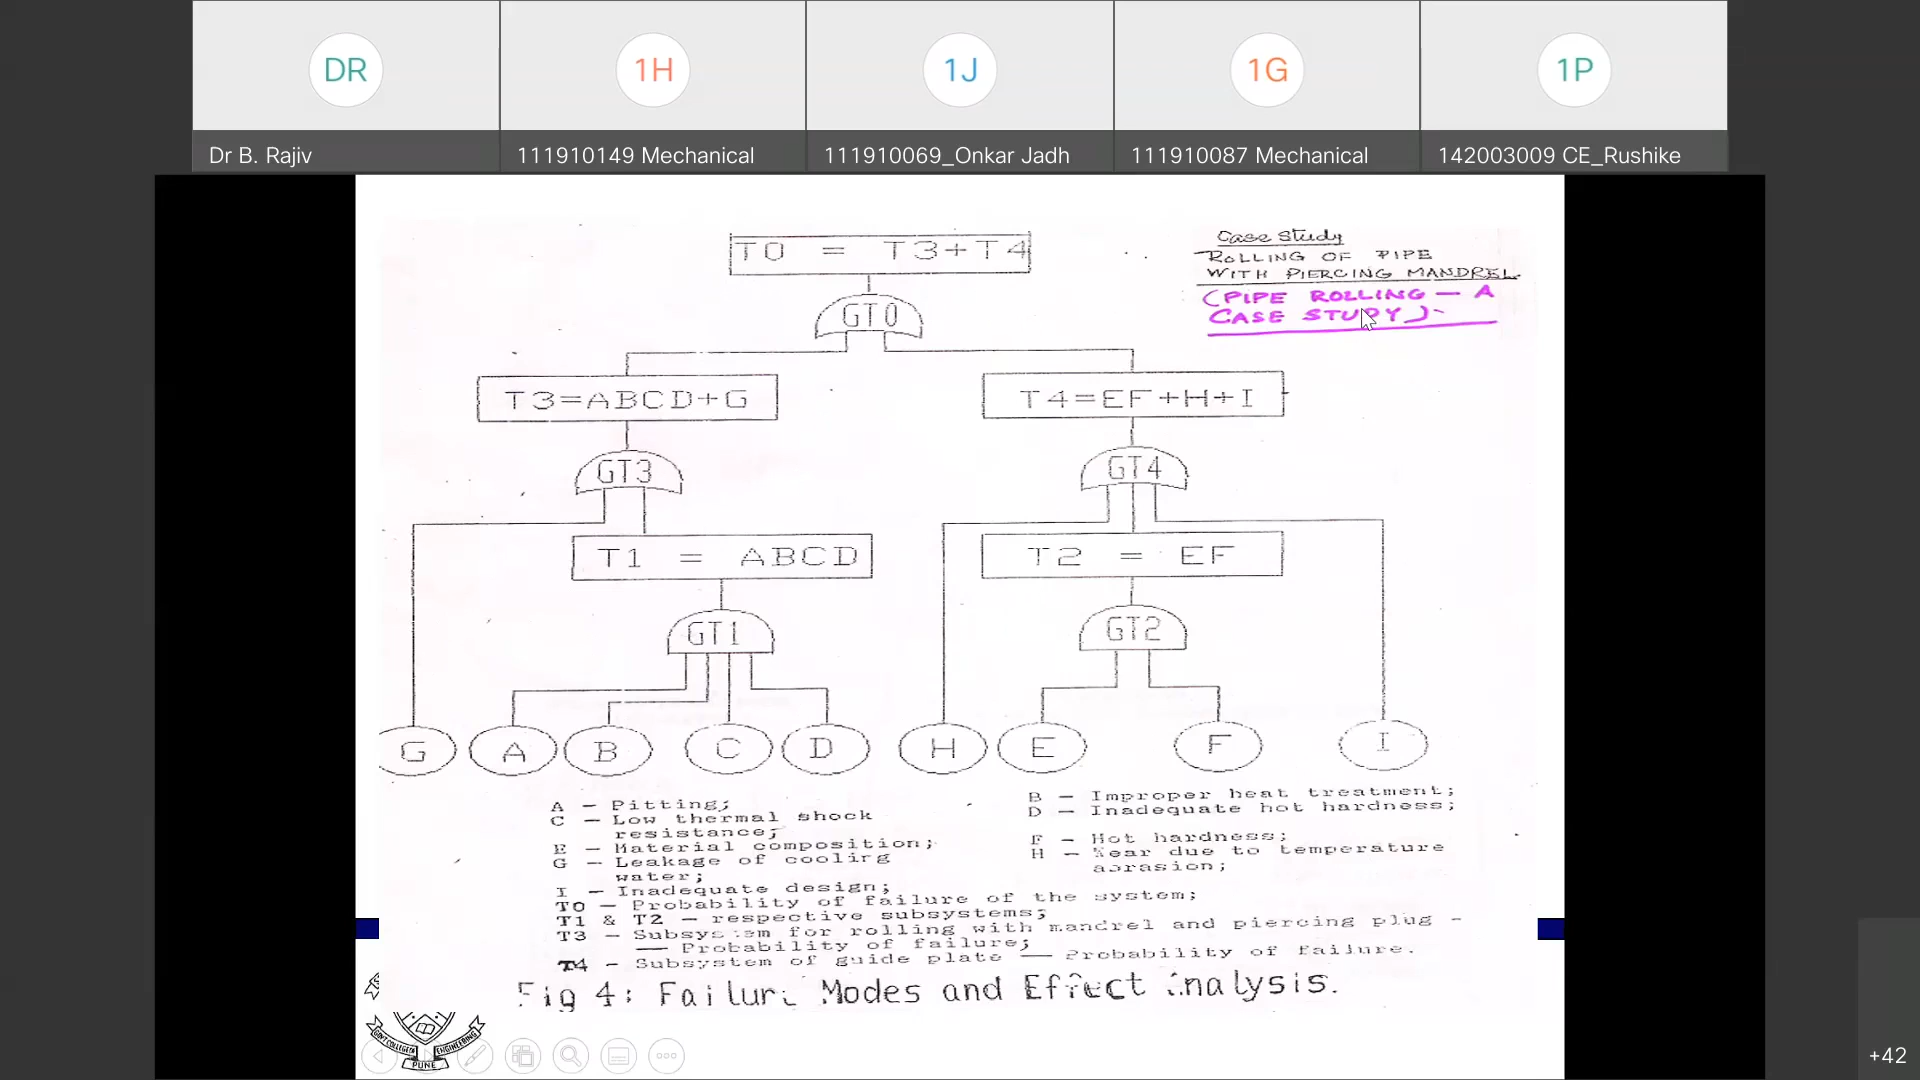 DR
1H
1J
1G
1P
Dr B. Rajiv
111910149 Mechanical
111910069_Onkar Jadh
111910087 Mechanical
142003009 CE_Rushike
Case Study
ROLLING OF PIPE
WITH PIERCING MANDREL
(PIPE ROLLING - A
CASE STUDY)
T0 = T3+T4
GT0
T3=ABCD+G
T4=EF+H+I
GT3
GT4
T1 = ABCD
T2 = EF
GT1
GT2
G A B C D H E F I
A - Pitting;
B - Improper heat treatment;
C - Low thermal shock
resistance;
D - Inadequate hot hardness;
E - Material composition;
F - Hot hardness;
G - Leakage of cooling
water;
H - Wear due to temperature
abrasion;
I - Inadequate design;
T0 - Probability of failure of the system;
T1 & T2 - respective subsystems;
T3 - Subsystem for rolling with mandrel and piercing plug -
- Probability of failure;
T4 - Subsystem of guide plate - Probability of failure.
Fig 4: Failure Modes and Effect Analysis.
GOVT. COLLEGE OF ENGINEERING
PUNE
+42